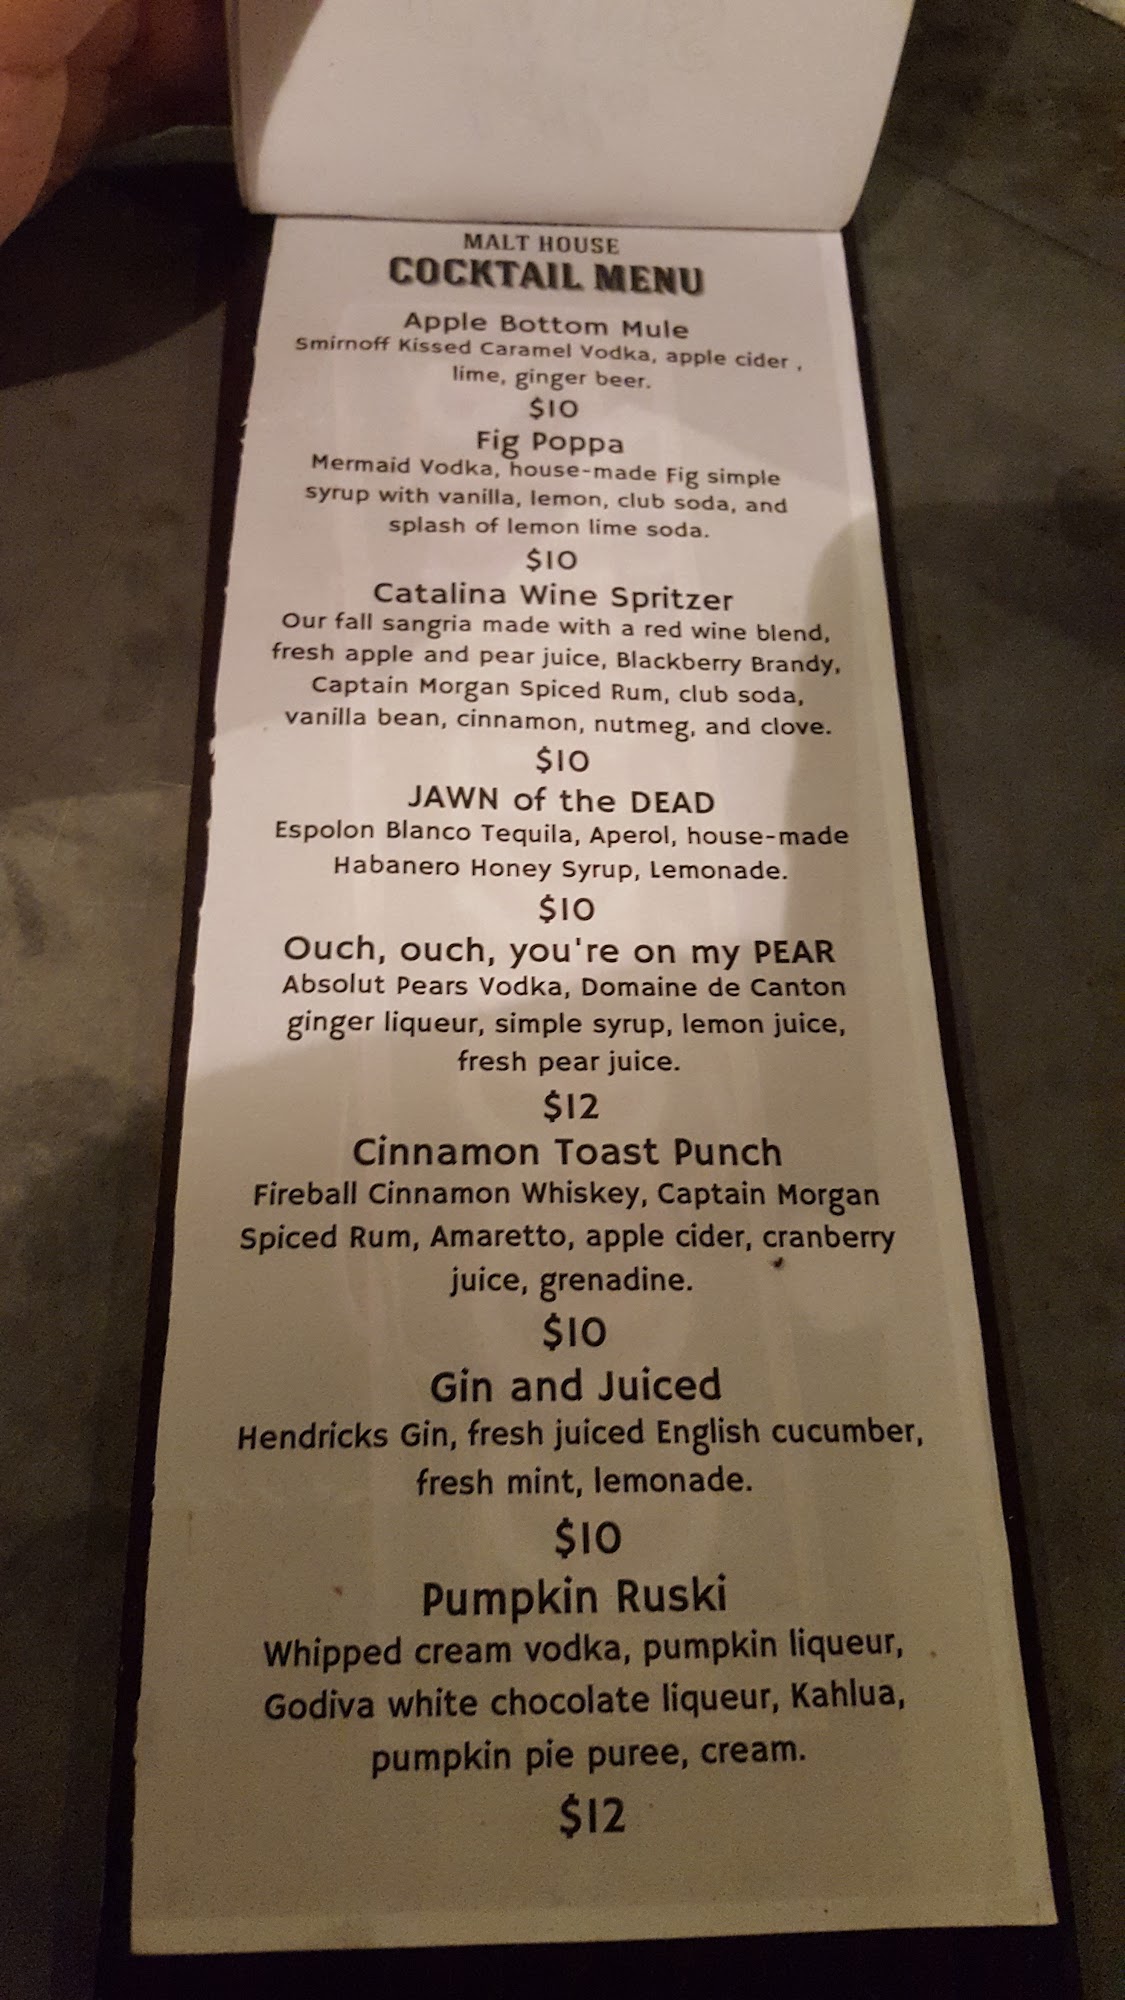 MALT HOUSE
COCKTAIL MENU
Apple Bottom Mule
Smirnoff Kissed Caramel Vodka, apple cider ,
lime, ginger beer.
$10
Fig Poppa
Mermaid Vodka, house-made Fig simple
syrup with vanilla, lemon, club soda, and
splash of lemon lime soda.
$10
Catalina Wine Spritzer
Our fall sangria made with a red wine blend,
fresh apple and pear juice, Blackberry Brandy,
Captain Morgan Spiced Rum, club soda,
vanilla bean, cinnamon, nutmeg, and clove.
$10
JAWN of the DEAD
Espolon Blanco Tequila, Aperol, house-made
Habanero Honey Syrup, Lemonade.
$10
Ouch, ouch, you're on my PEAR
Absolut Pears Vodka, Domaine de Canton
ginger liqueur, simple syrup, lemon juice,
fresh pear juice.
$12
Cinnamon Toast Punch
Fireball Cinnamon Whiskey, Captain Morgan
Spiced Rum, Amaretto, apple cider, cranberry
juice, grenadine.
$10
Gin and Juiced
Hendricks Gin, fresh juiced English cucumber,
fresh mint, lemonade.
$10
Pumpkin Ruski
Whipped cream vodka, pumpkin liqueur,
Godiva white chocolate liqueur, Kahlua,
pumpkin pie puree, cream.
$12